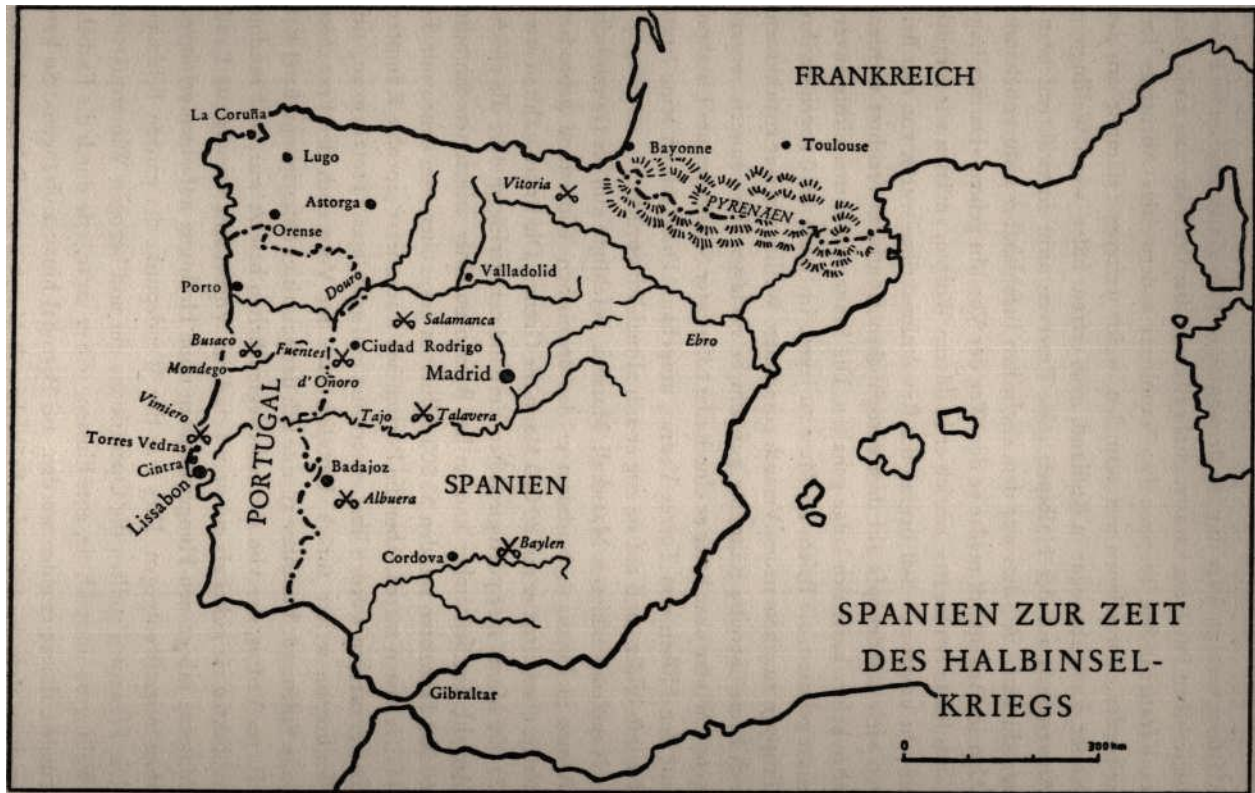 FRANKREICH
La Coruña
Bayonne
Toulouse
Lugo
Vitoria
Astorga
PYRENAEN
Orense
Valladolid
Porto
Douro
Salamanca
Busaco
Fuentes
d'Oñoro
Ciudad Rodrigo
Ebro
Mondego
Madrid
Vimiero
PORTUGAL
Tajo
Talavera
Torres Vedras
Cintra
Lissabon
Badajoz
SPANIEN
Albuera
Cordova
Baylen
Gibraltar
SPANIEN ZUR ZEIT
DES HALBINSEL-
KRIEGS
0 300 km